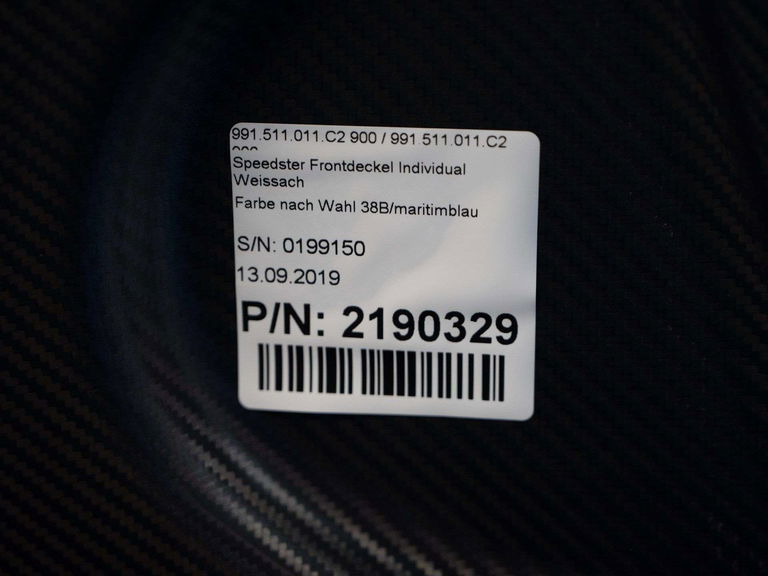 991.511.011.C2 900 / 991 511.011.C2
Speedster Frontdeckel Individual
Weissach
Farbe nach Wahl 38B/maritimblau
S/N: 0199150
13.09.2019
P/N: 2190329